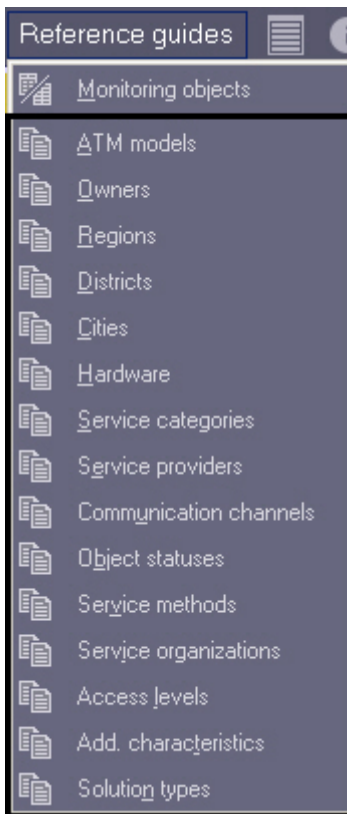 Reference guides
Monitoring objects
ATM models
Owners
Regions
Districts
Cities
Hardware
Service categories
Service providers
Communication channels
Object statuses
Service methods
Service organizations
Access levels
Add. characteristics
Solution types